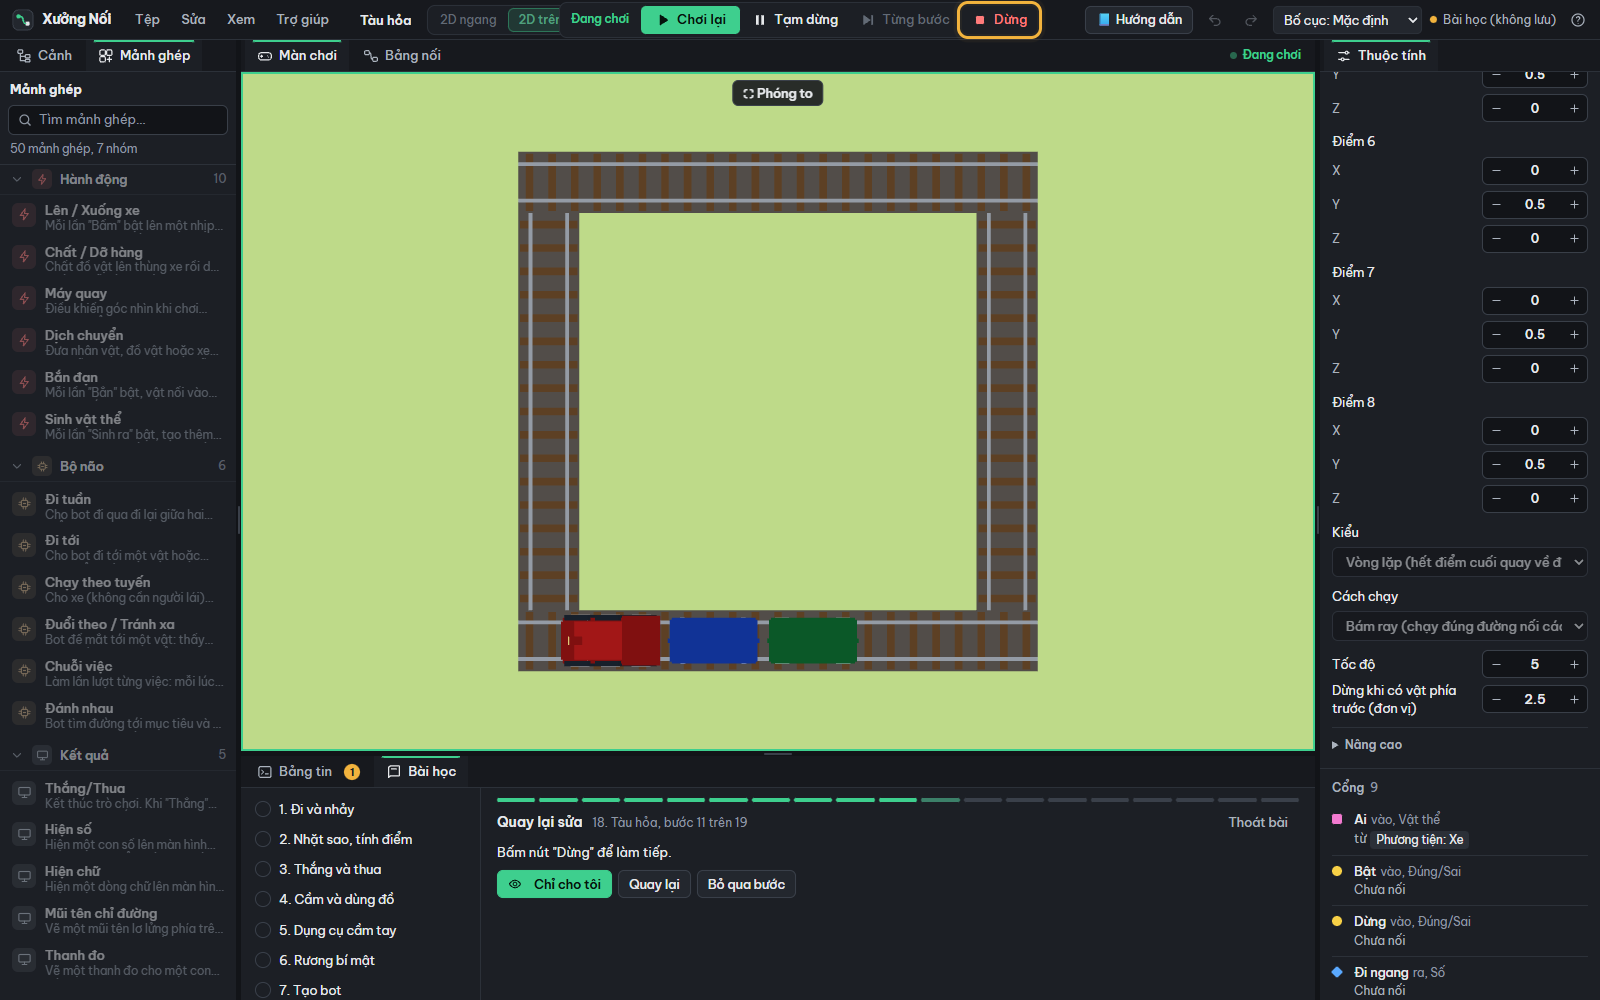 Xưởng Nối
Tệp
Sửa
Xem
Trợ giúp
Tàu hỏa
2D ngang
2D trên
Đang chơi
Chơi lại
Tạm dừng
Từng bước
Dừng
Hướng dẫn
Bố cục: Mặc định
Bài học (không lưu)
Cảnh
Mảnh ghép
Mảnh ghép
Tìm mảnh ghép...
50 mảnh ghép, 7 nhóm
Hành động 10
Lên / Xuống xe
Mỗi lần "Bấm" bật lên một nhịp...
Chất / Dỡ hàng
Chất đồ vật lên thùng xe rồi d...
Máy quay
Điều khiển góc nhìn khi chơi...
Dịch chuyển
Đưa nhân vật, đồ vật hoặc xe...
Bắn đạn
Mỗi lần "Bắn" bật, vật nối vào...
Sinh vật thể
Mỗi lần "Sinh ra" bật, tạo thêm...
Bộ não 6
Đi tuần
Cho bot đi qua đi lại giữa hai...
Đi tới
Cho bot đi tới một vật hoặc...
Chạy theo tuyến
Cho xe (không cần người lái)...
Đuổi theo / Tránh xa
Bot để mắt tới một vật: thấy...
Chuỗi việc
Làm lần lượt từng việc: mỗi lúc...
Đánh nhau
Bot tìm đường tới mục tiêu và ...
Kết quả 5
Thắng/Thua
Kết thúc trò chơi. Khi "Thắng"...
Hiện số
Hiện một con số lên màn hình...
Hiện chữ
Hiện một dòng chữ lên màn hìn...
Mũi tên chỉ đường
Vẽ một mũi tên lơ lửng phía trê...
Thanh đo
Vẽ một thanh đo cho một con...
Màn chơi
Bảng nối
Đang chơi
Phóng to
Bảng tin 1
Bài học
1. Đi và nhảy
2. Nhặt sao, tính điểm
3. Thắng và thua
4. Cầm và dùng đồ
5. Dụng cụ cầm tay
6. Rương bí mật
7. Tạo bot
Quay lại sửa 18. Tàu hỏa, bước 11 trên 19
Thoát bài
Bấm nút "Dừng" để làm tiếp.
Chỉ cho tôi
Quay lại
Bỏ qua bước
Thuộc tính
Y − 0.5 +
Z − 0 +
Điểm 6
X − 0 +
Y − 0.5 +
Z − 0 +
Điểm 7
X − 0 +
Y − 0.5 +
Z − 0 +
Điểm 8
X − 0 +
Y − 0.5 +
Z − 0 +
Kiểu
Vòng lặp (hết điểm cuối quay về đ
Cách chạy
Bám ray (chạy đúng đường nối các
Tốc độ − 5 +
Dừng khi có vật phía
trước (đơn vị) − 2.5 +
Nâng cao
Cổng 9
Ai vào, Vật thể
từ Phương tiện: Xe
Bật vào, Đúng/Sai
Chưa nối
Dừng vào, Đúng/Sai
Chưa nối
Đi ngang ra, Số
Chưa nối